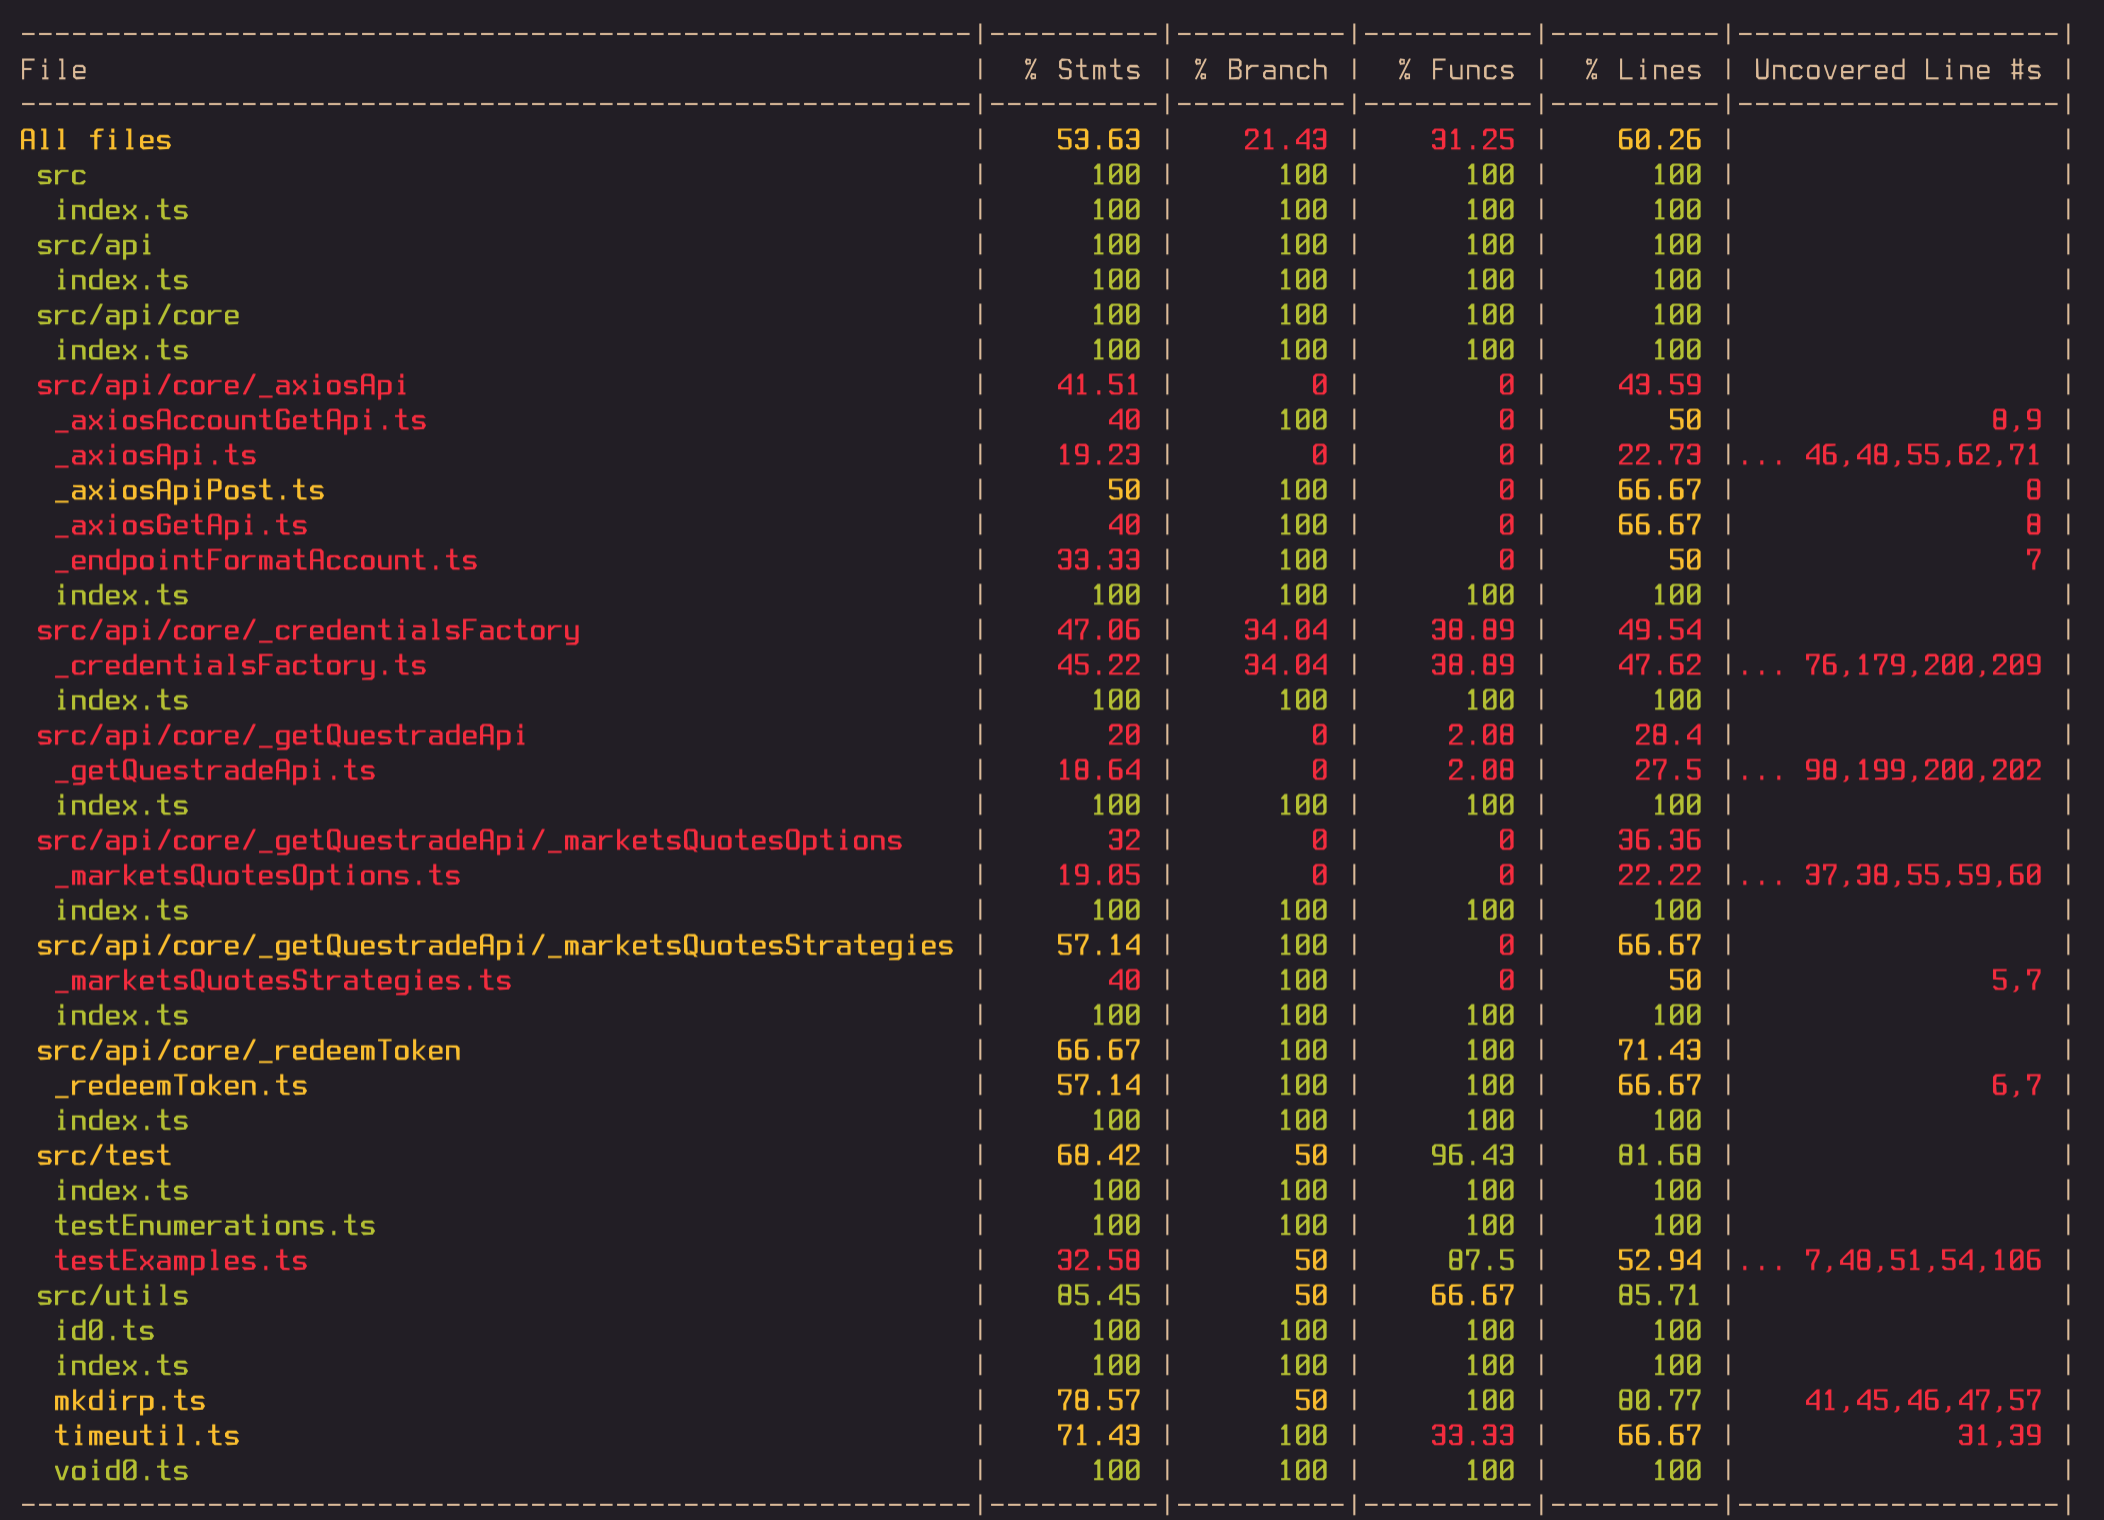 --------------------------------------------------------|----------|----------|----------|----------|-------------------|
File | % Stmts | % Branch | % Funcs | % Lines | Uncovered Line #s |
--------------------------------------------------------|----------|----------|----------|----------|-------------------|
All files | 53.63 | 21.43 | 31.25 | 60.26 | |
src | 100 | 100 | 100 | 100 | |
index.ts | 100 | 100 | 100 | 100 | |
src/api | 100 | 100 | 100 | 100 | |
index.ts | 100 | 100 | 100 | 100 | |
src/api/core | 100 | 100 | 100 | 100 | |
index.ts | 100 | 100 | 100 | 100 | |
src/api/core/_axiosApi | 41.51 | 0 | 0 | 43.59 | |
_axiosAccountGetApi.ts | 40 | 100 | 0 | 50 | 8,9 |
_axiosApi.ts | 19.23 | 0 | 0 | 22.73 |... 46,48,55,62,71 |
_axiosApiPost.ts | 50 | 100 | 0 | 66.67 | 8 |
_axiosGetApi.ts | 40 | 100 | 0 | 66.67 | 8 |
_endpointFormatAccount.ts | 33.33 | 100 | 0 | 50 | 7 |
index.ts | 100 | 100 | 100 | 100 | |
src/api/core/_credentialsFactory | 47.06 | 34.04 | 38.89 | 49.54 | |
_credentialsFactory.ts | 45.22 | 34.04 | 38.89 | 47.62 |... 76,179,200,209 |
index.ts | 100 | 100 | 100 | 100 | |
src/api/core/_getQuestradeApi | 20 | 0 | 2.08 | 28.4 | |
_getQuestradeApi.ts | 18.64 | 0 | 2.08 | 27.5 |... 98,199,200,202 |
index.ts | 100 | 100 | 100 | 100 | |
src/api/core/_getQuestradeApi/_marketsQuotesOptions | 32 | 0 | 0 | 36.36 | |
_marketsQuotesOptions.ts | 19.05 | 0 | 0 | 22.22 |... 37,38,55,59,60 |
index.ts | 100 | 100 | 100 | 100 | |
src/api/core/_getQuestradeApi/_marketsQuotesStrategies | 57.14 | 100 | 0 | 66.67 | |
_marketsQuotesStrategies.ts | 40 | 100 | 0 | 50 | 5,7 |
index.ts | 100 | 100 | 100 | 100 | |
src/api/core/_redeemToken | 66.67 | 100 | 100 | 71.43 | |
_redeemToken.ts | 57.14 | 100 | 100 | 66.67 | 6,7 |
index.ts | 100 | 100 | 100 | 100 | |
src/test | 68.42 | 50 | 96.43 | 81.68 | |
index.ts | 100 | 100 | 100 | 100 | |
testEnumerations.ts | 100 | 100 | 100 | 100 | |
testExamples.ts | 32.58 | 50 | 87.5 | 52.94 |... 7,48,51,54,106 |
src/utils | 85.45 | 50 | 66.67 | 85.71 | |
id0.ts | 100 | 100 | 100 | 100 | |
index.ts | 100 | 100 | 100 | 100 | |
mkdirp.ts | 78.57 | 50 | 100 | 80.77 | 41,45,46,47,57 |
timeutil.ts | 71.43 | 100 | 33.33 | 66.67 | 31,39 |
void0.ts | 100 | 100 | 100 | 100 | |
--------------------------------------------------------|----------|----------|----------|----------|-------------------|